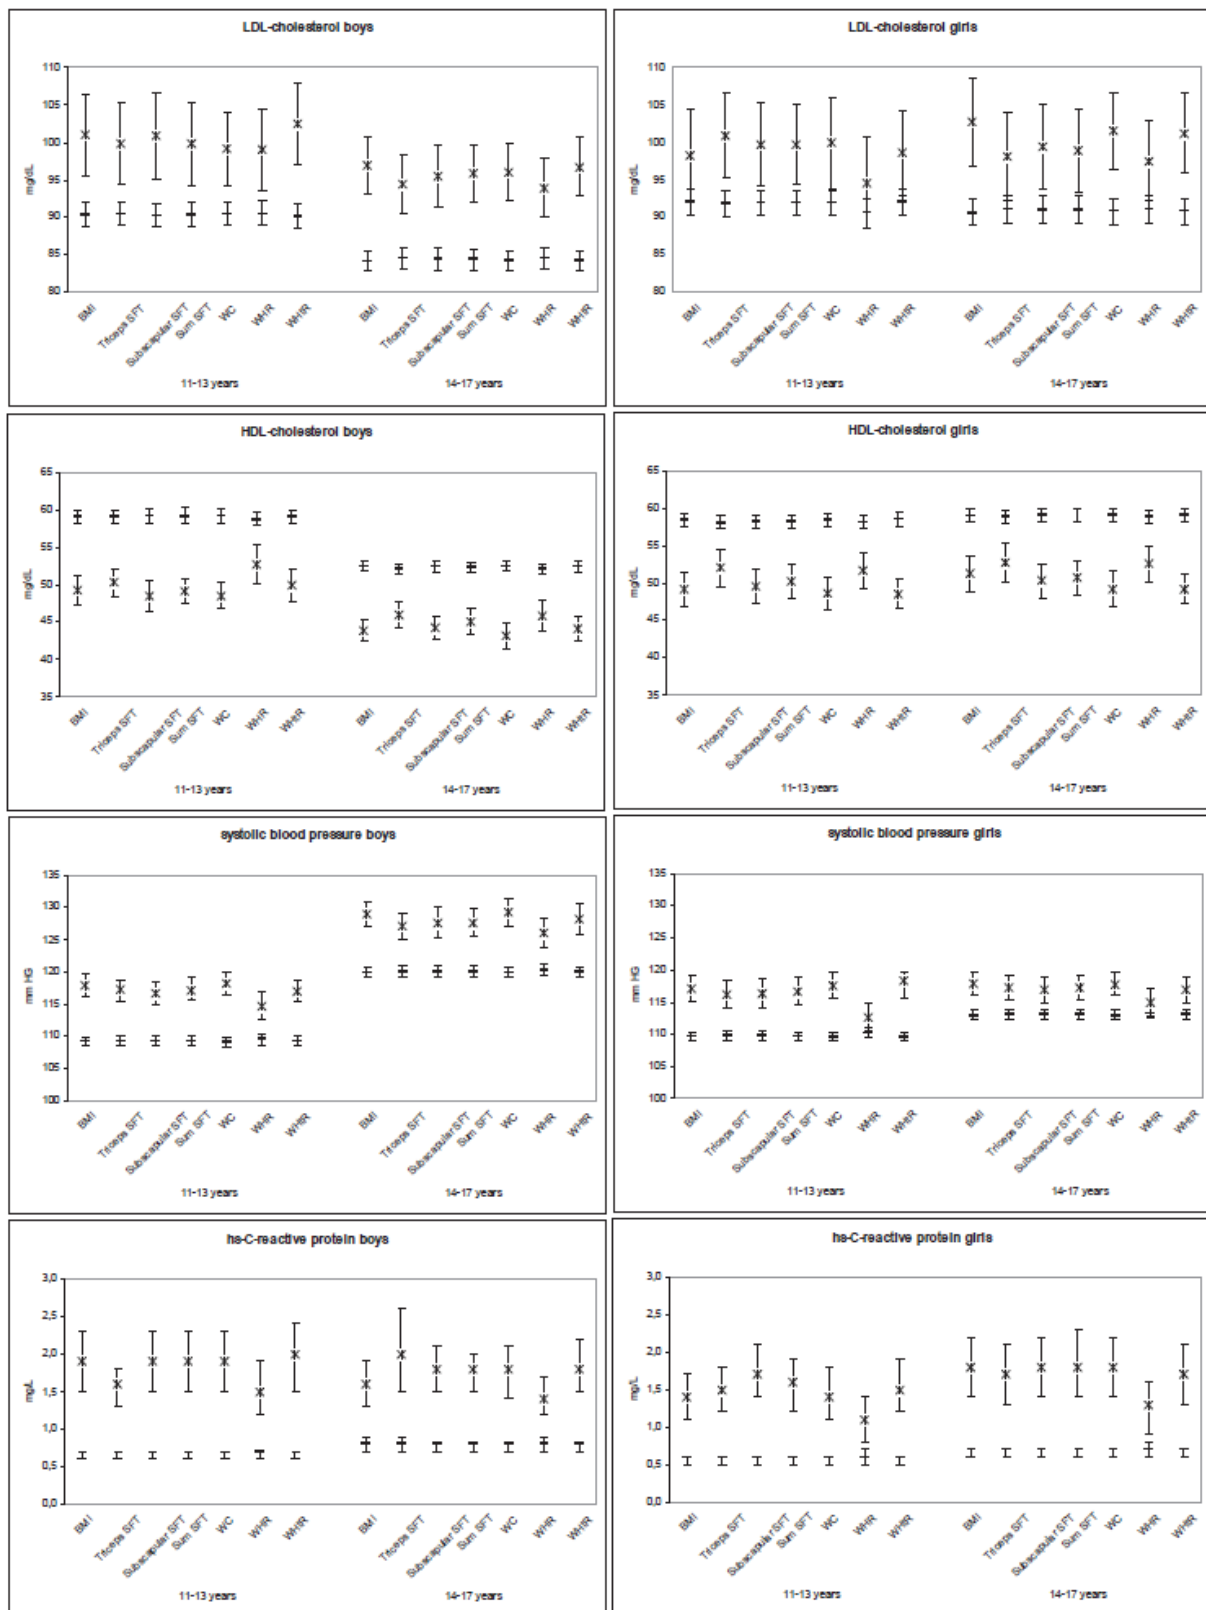 LDL-cholesterol boys
110
105
100
95
90
85
80
mg/dL
BMI
Triceps SFT
Subscapular SFT
Sum SFT
WC
WHR
WHtR
BMI
Triceps SFT
Subscapular SFT
Sum SFT
WC
WHR
WHtR
11-13 years
14-17 years
LDL-cholesterol girls
110
105
100
95
90
85
80
mg/dL
BMI
Triceps SFT
Subscapular SFT
Sum SFT
WC
WHR
WHtR
BMI
Triceps SFT
Subscapular SFT
Sum SFT
WC
WHR
WHtR
11-13 years
14-17 years
HDL-cholesterol boys
65
60
55
50
45
40
35
mg/dL
BMI
Triceps SFT
Subscapular SFT
Sum SFT
WC
WHR
WHtR
BMI
Triceps SFT
Subscapular SFT
Sum SFT
WC
WHR
WHtR
11-13 years
14-17 years
HDL-cholesterol girls
65
60
55
50
45
40
35
mg/dL
BMI
Triceps SFT
Subscapular SFT
Sum SFT
WC
WHR
WHtR
BMI
Triceps SFT
Subscapular SFT
Sum SFT
WC
WHR
WHtR
11-13 years
14-17 years
systolic blood pressure boys
135
130
125
120
115
110
105
100
mm HG
BMI
Triceps SFT
Subscapular SFT
Sum SFT
WC
WHR
WHtR
BMI
Triceps SFT
Subscapular SFT
Sum SFT
WC
WHR
WHtR
11-13 years
14-17 years
systolic blood pressure girls
135
130
125
120
115
110
105
100
mm HG
BMI
Triceps SFT
Subscapular SFT
Sum SFT
WC
WHR
WHtR
BMI
Triceps SFT
Subscapular SFT
Sum SFT
WC
WHR
WHtR
11-13 years
14-17 years
hs-C-reactive protein boys
3,0
2,5
2,0
1,5
1,0
0,5
0,0
mg/L
BMI
Triceps SFT
Subscapular SFT
Sum SFT
WC
WHR
WHtR
BMI
Triceps SFT
Subscapular SFT
Sum SFT
WC
WHR
WHtR
11-13 years
14-17 years
hs-C-reactive protein girls
3,0
2,5
2,0
1,5
1,0
0,5
0,0
mg/L
BMI
Triceps SFT
Subscapular SFT
Sum SFT
WC
WHR
WHtR
BMI
Triceps SFT
Subscapular SFT
Sum SFT
WC
WHR
WHtR
11-13 years
14-17 years